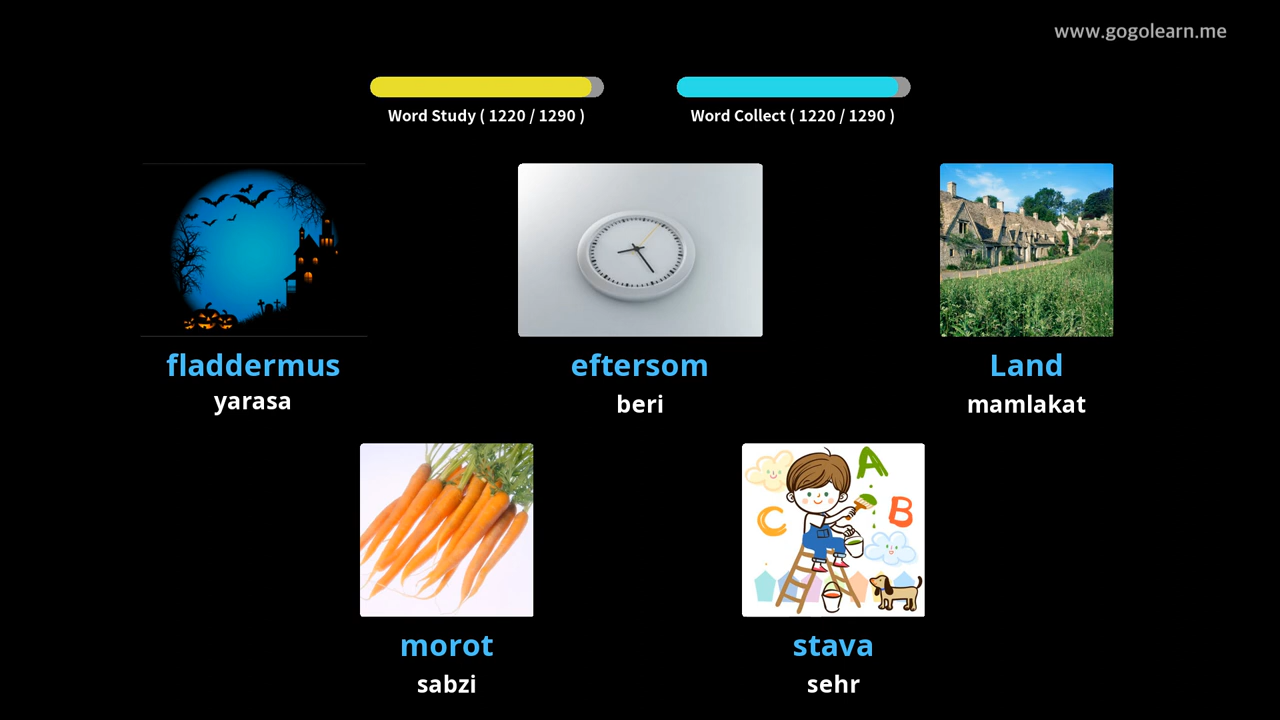 www.gogolearn.me
Word Study ( 1220 / 1290 )
Word Collect ( 1220 / 1290 )
fladdermus
yarasa
eftersom
beri
Land
mamlakat
morot
sabzi
stava
sehr
A
B
C